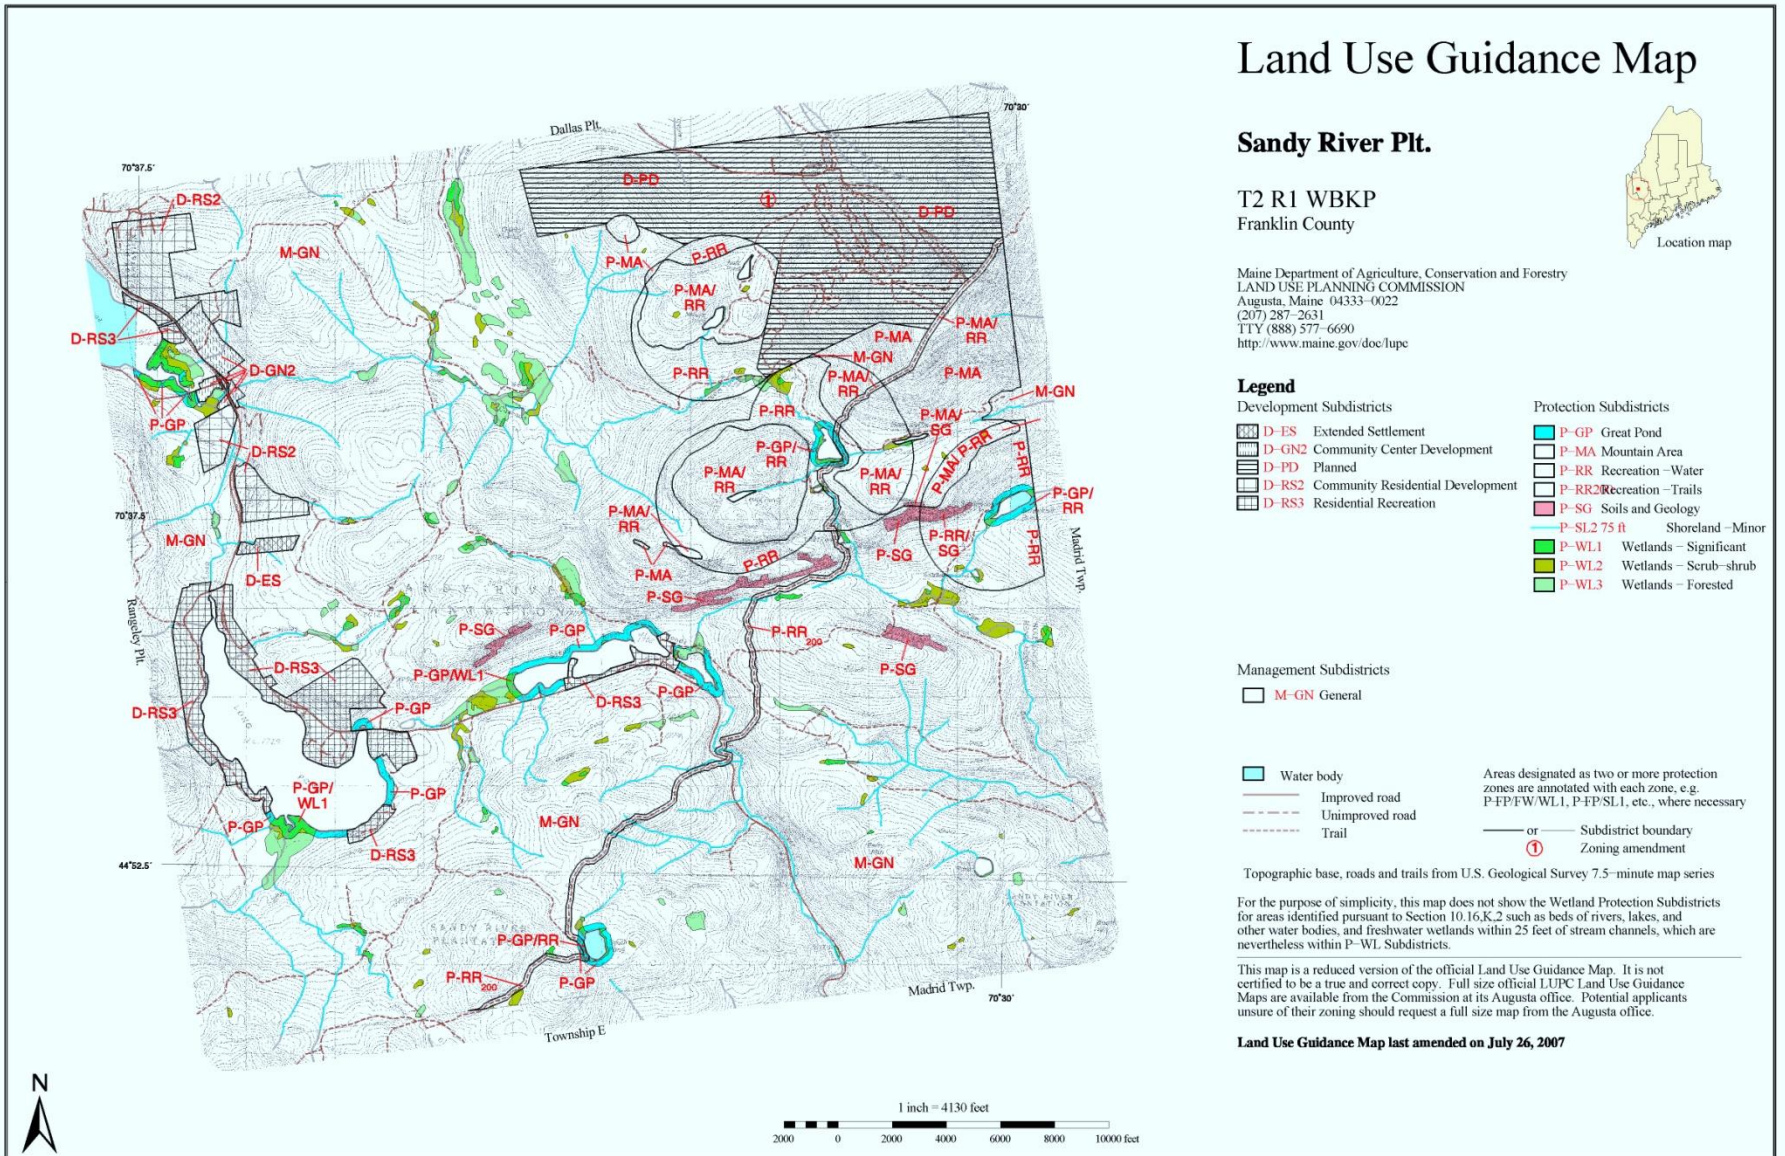 Land Use Guidance Map
Sandy River Plt.
T2 R1 WBKP
Franklin County
Location map
Maine Department of Agriculture, Conservation and Forestry
LAND USE PLANNING COMMISSION
Augusta, Maine 04333-0022
(207) 287-2631
TTY (888) 577-6690
http://www.maine.gov/doc/lupc
Legend
Development Subdistricts
D-ES Extended Settlement
D-GN2 Community Center Development
D-PD Planned
D-RS2 Community Residential Development
D-RS3 Residential Recreation
Protection Subdistricts
P-GP Great Pond
P-MA Mountain Area
P-RR Recreation -Water
P-RR200 Recreation -Trails
P-SG Soils and Geology
P-SL2 75 ft Shoreland -Minor
P-WL1 Wetlands - Significant
P-WL2 Wetlands - Scrub-shrub
P-WL3 Wetlands - Forested
Management Subdistricts
M-GN General
Water body
Improved road
Unimproved road
Trail
Areas designated as two or more protection
zones are annotated with each zone, e.g.
P-FP/FW/WL1, P-FP/SL1, etc., where necessary
or Subdistrict boundary
1 Zoning amendment
Topographic base, roads and trails from U.S. Geological Survey 7.5-minute map series
For the purpose of simplicity, this map does not show the Wetland Protection Subdistricts
for areas identified pursuant to Section 10.16,K,2 such as beds of rivers, lakes, and
other water bodies, and freshwater wetlands within 25 feet of stream channels, which are
nevertheless within P-WL Subdistricts.
This map is a reduced version of the official Land Use Guidance Map. It is not
certified to be a true and correct copy. Full size official LUPC Land Use Guidance
Maps are available from the Commission at its Augusta office. Potential applicants
unsure of their zoning should request a full size map from the Augusta office.
Land Use Guidance Map last amended on July 26, 2007
70°30'
Dallas Plt.
70°37.5'
D-PD
D-RS2
1
D-PD
M-GN
P-MA
P-RR
P-MA/
RR
D-RS3
P-MA/
RR
P-MA
M-GN
D-GN2
P-RR
P-MA/
RR
P-MA
M-GN
P-RR
P-MA/
SG
P-GP
P-GP/
RR
P-MA/ P-RR
P-RR
D-RS2
P-MA/
RR
P-MA/
RR
P-GP/
RR
70°37.5'
P-MA/
RR
M-GN
P-RR/
SG
P-RR
P-SG
Madrid Twp.
P-RR
P-MA
D-ES
P-SG
Rangeley Plt.
SANDY RIVER
PLANTATION
P-SG
P-GP
P-RR 200
D-RS3
P-GP/WL1
P-SG
P-GP
D-RS3
D-RS3
P-GP
LONG
P-GP/
WL1
P-GP
M-GN
P-GP
D-RS3
M-GN
44°52.5'
SANDY RIVER
PLANTATION
SANDY RIVER
PLANTATION
P-GP/RR
P-RR 200
P-GP
Madrid Twp.
70°30'
Township E
N
1 inch = 4130 feet
2000 0 2000 4000 6000 8000 10000 feet